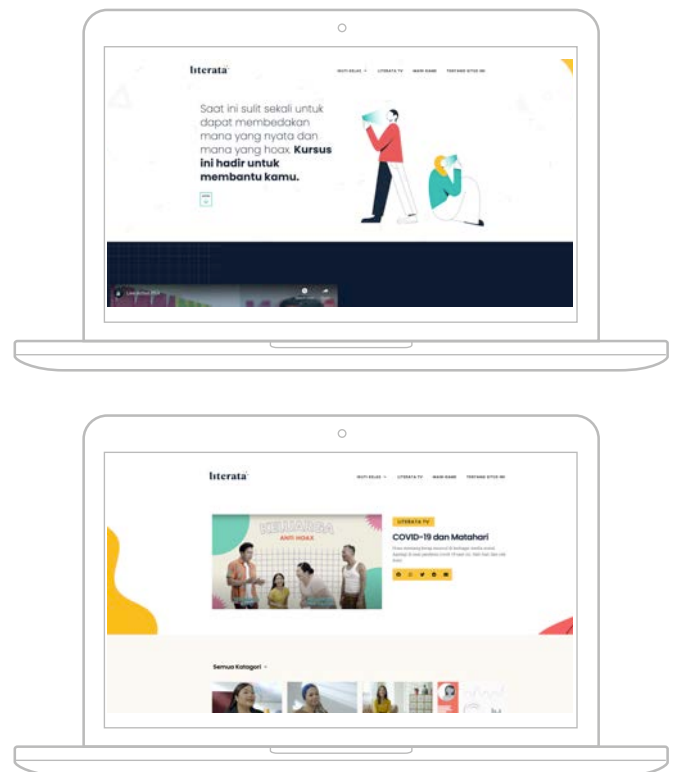 literata
IKUTI KELAS LITERATA TV MAIN GAME TENTANG SITUS INI
Saat ini sulit sekali untuk
dapat membedakan
mana yang nyata dan
mana yang hoax. Kursus
ini hadir untuk
membantu kamu.
literata
IKUTI KELAS LITERATA TV MAIN GAME TENTANG SITUS INI
KELUARGA
ANTI HOAX
LITERATA TV
COVID-19 dan Matahari
Semua Katagori